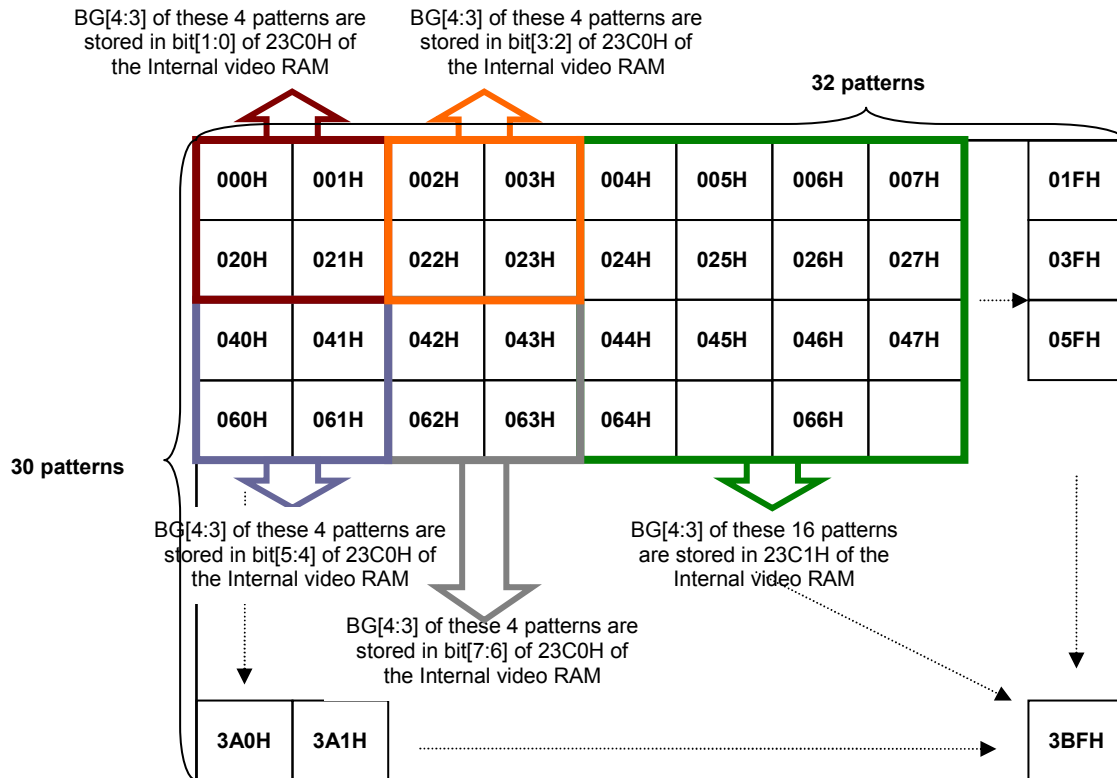 BG[4:3] of these 4 patterns are
stored in bit[1:0] of 23C0H of
the Internal video RAM
BG[4:3] of these 4 patterns are
stored in bit[3:2] of 23C0H of
the Internal video RAM
32 patterns
000H 001H 002H 003H 004H 005H 006H 007H 01FH
020H 021H 022H 023H 024H 025H 026H 027H 03FH
040H 041H 042H 043H 044H 045H 046H 047H 05FH
060H 061H 062H 063H 064H 066H
30 patterns
BG[4:3] of these 4 patterns are
stored in bit[5:4] of 23C0H of
the Internal video RAM
BG[4:3] of these 16 patterns
are stored in 23C1H of the
Internal video RAM
BG[4:3] of these 4 patterns are
stored in bit[7:6] of 23C0H of
the Internal video RAM
3A0H 3A1H 3BFH